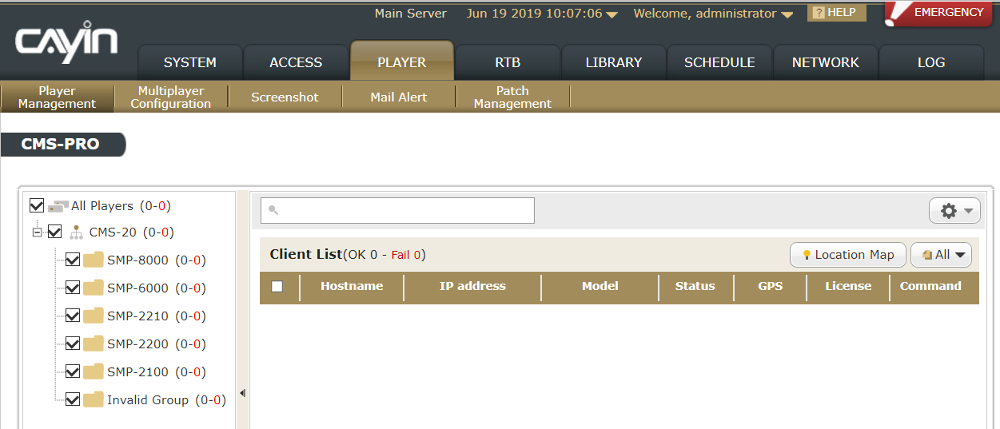 Main Server Jun 19 2019 10:07:06 Welcome, administrator ? HELP EMERGENCY
CAYIN
SYSTEM ACCESS PLAYER RTB LIBRARY SCHEDULE NETWORK LOG
Player Management Multiplayer Configuration Screenshot Mail Alert Patch Management
CMS-PRO
All Players (0-0)
CMS-20 (0-0)
SMP-8000 (0-0)
SMP-6000 (0-0)
SMP-2210 (0-0)
SMP-2200 (0-0)
SMP-2100 (0-0)
Invalid Group (0-0)
Client List(OK 0 - Fail 0) Location Map All
Hostname IP address Model Status GPS License Command